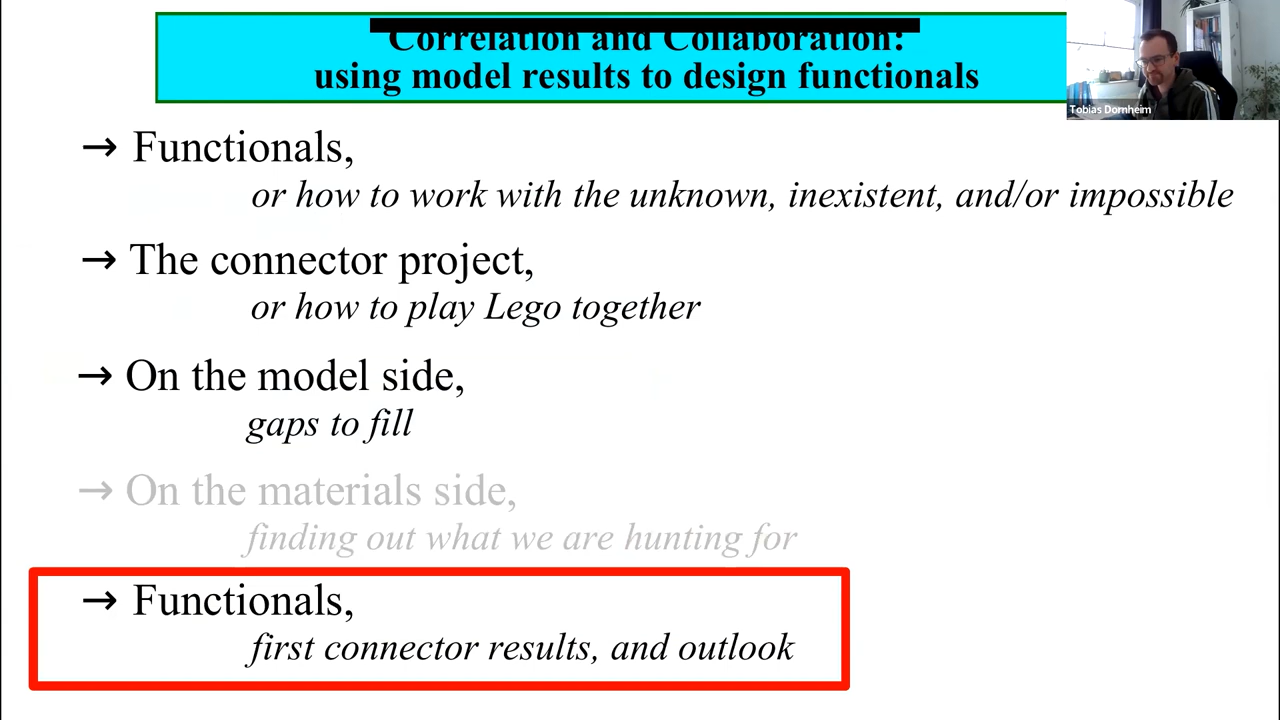 Correlation and Collaboration:
using model results to design functionals
Tobias Dornheim
→ Functionals,
or how to work with the unknown, inexistent, and/or impossible
→ The connector project,
or how to play Lego together
→ On the model side,
gaps to fill
→ On the materials side,
finding out what we are hunting for
→ Functionals,
first connector results, and outlook